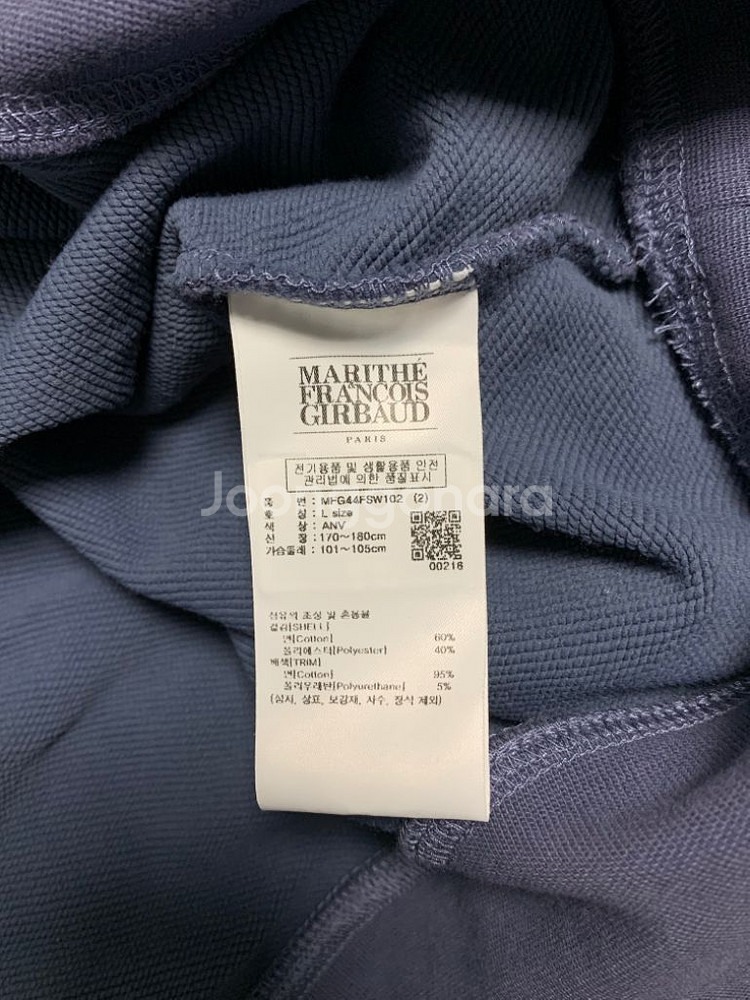 MARITHÉ
FRANCOIS
GIRBAUD
PARIS
전기용품 및 생활용품 안전
관리법에 의한 품질표시
품 번 : MFG44FSW102 (2)
호 칭 : L size
색 상 : ANV
신 장 : 170~180cm
가슴둘레 : 101~105cm
00216
섬유의 조성 및 혼용율
겉감[SHELL]
면[Cotton] 60%
폴리에스터[Polyester] 40%
배색[TRIM]
면[Cotton] 95%
폴리우레탄[Polyurethane] 5%
(심지, 상표, 보강재, 자수, 장식 제외)
Joonggonara